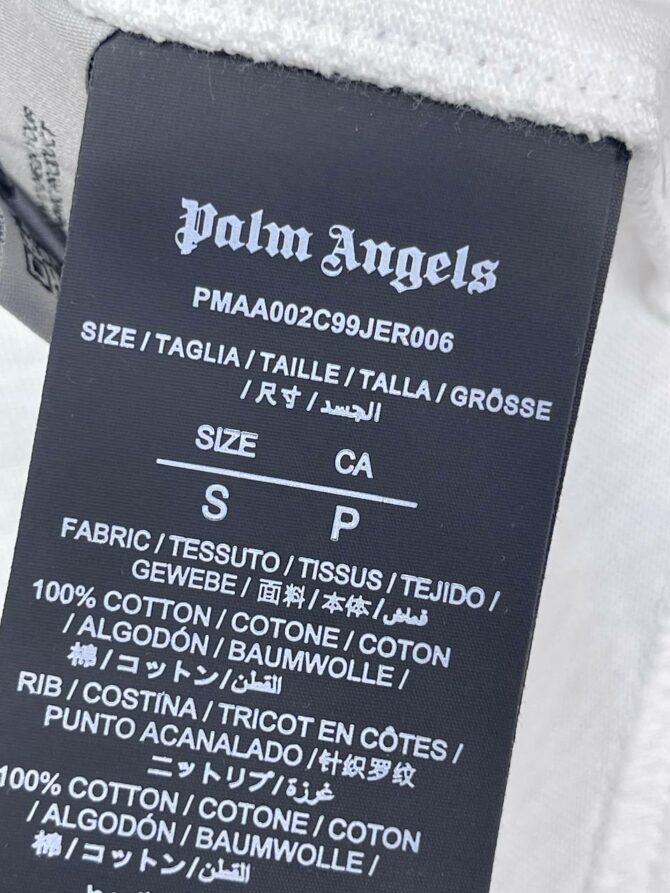 Palm Angels
PMAA002C99JER006
SIZE / TAGLIA / TAILLE / TALLA / GRÖSSE
/ 尺寸 / الجسد
SIZE CA
S P
FABRIC / TESSUTO / TISSUS / TEJIDO /
GEWEBE / 面料 / 本体 / قماش
100% COTTON / COTONE / COTON
/ ALGODÓN / BAUMWOLLE /
棉 / コットン / القطن
RIB / COSTINA / TRICOT EN CÔTES /
PUNTO ACANALADO / 针织罗纹
ニットリブ / غرزة /
100% COTTON / COTONE / COTON
/ ALGODÓN / BAUMWOLLE /
棉 / コットン / القطن